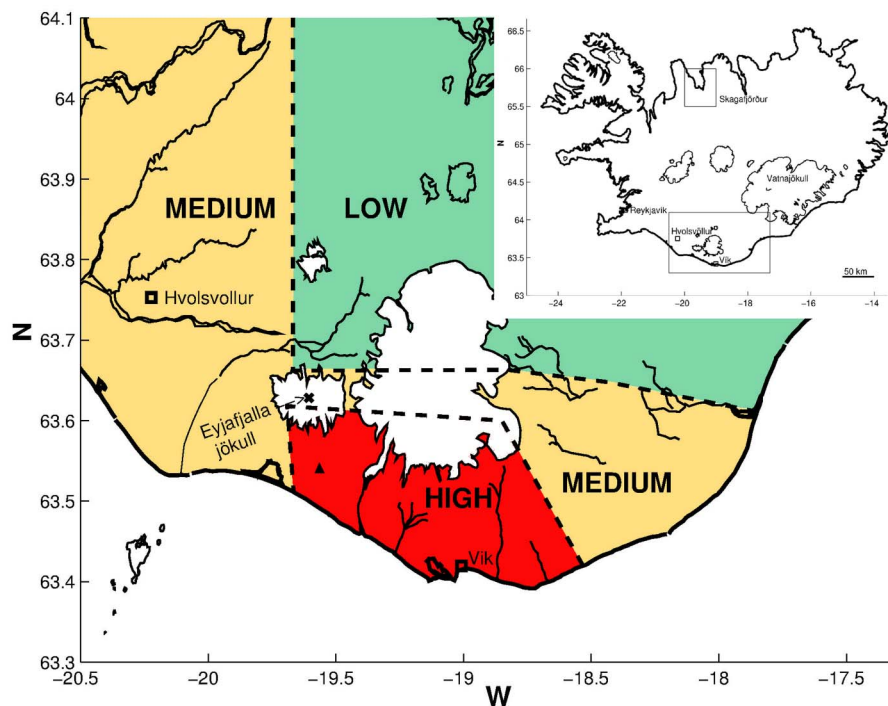 64.1
64
63.9
63.8
63.7
63.6
63.5
63.4
63.3
N
−20.5
−20
−19.5
−19
−18.5
−18
−17.5
W
MEDIUM
LOW
Hvolsvollur
Eyjafjalla
jökull
HIGH
MEDIUM
Vik
66.5
66
65.5
65
64.5
64
63.5
63
N
−24
−22
−20
−18
−16
−14
Skagafjörður
Vatnajökull
Reykjavik
Hvolsvöllur
Vik
50 km